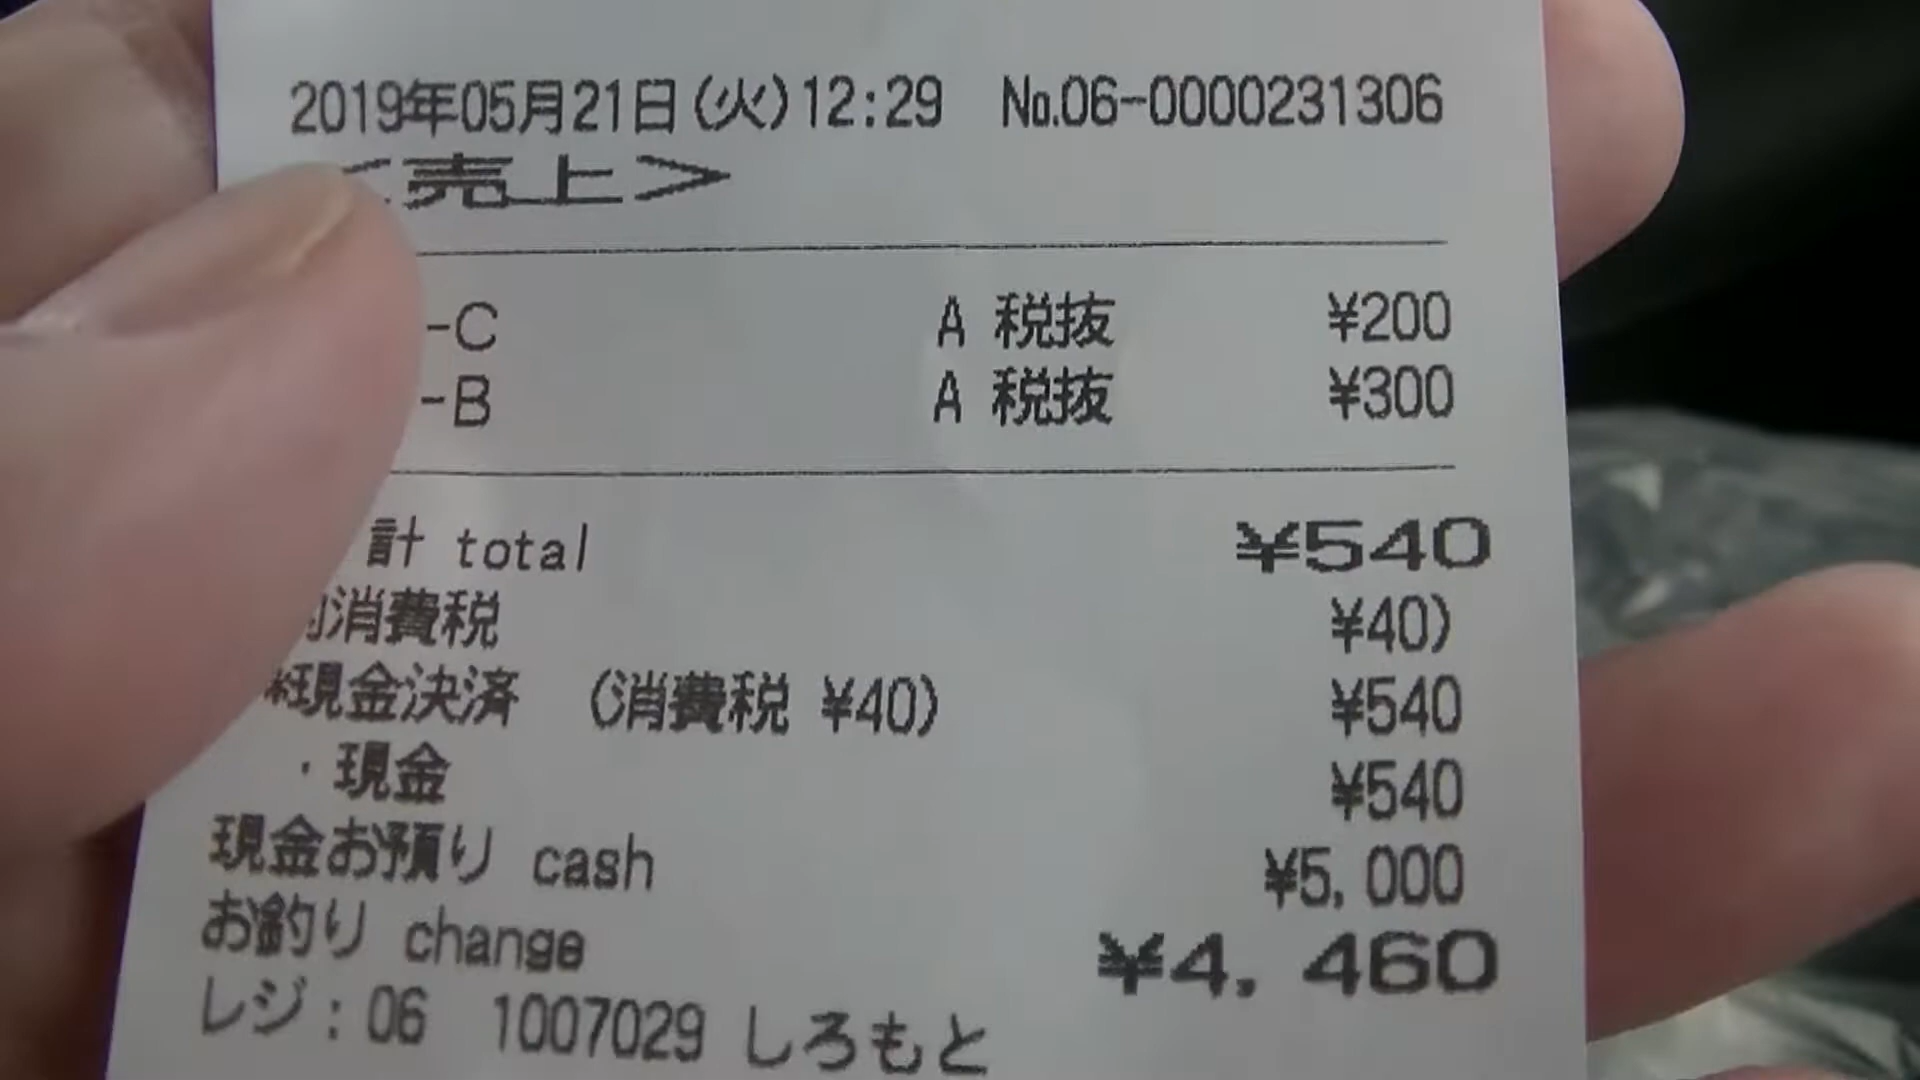 2019年05月21日(火)12:29 No.06-0000231306
<売上>
-C A 税抜 ¥200
-B A 税抜 ¥300
計 total ¥540
消費税 ¥40)
*現金決済 (消費税 ¥40) ¥540
・現金 ¥540
現金お預り cash ¥5,000
お釣り change ¥4,460
レジ:06 1007029 しろもと